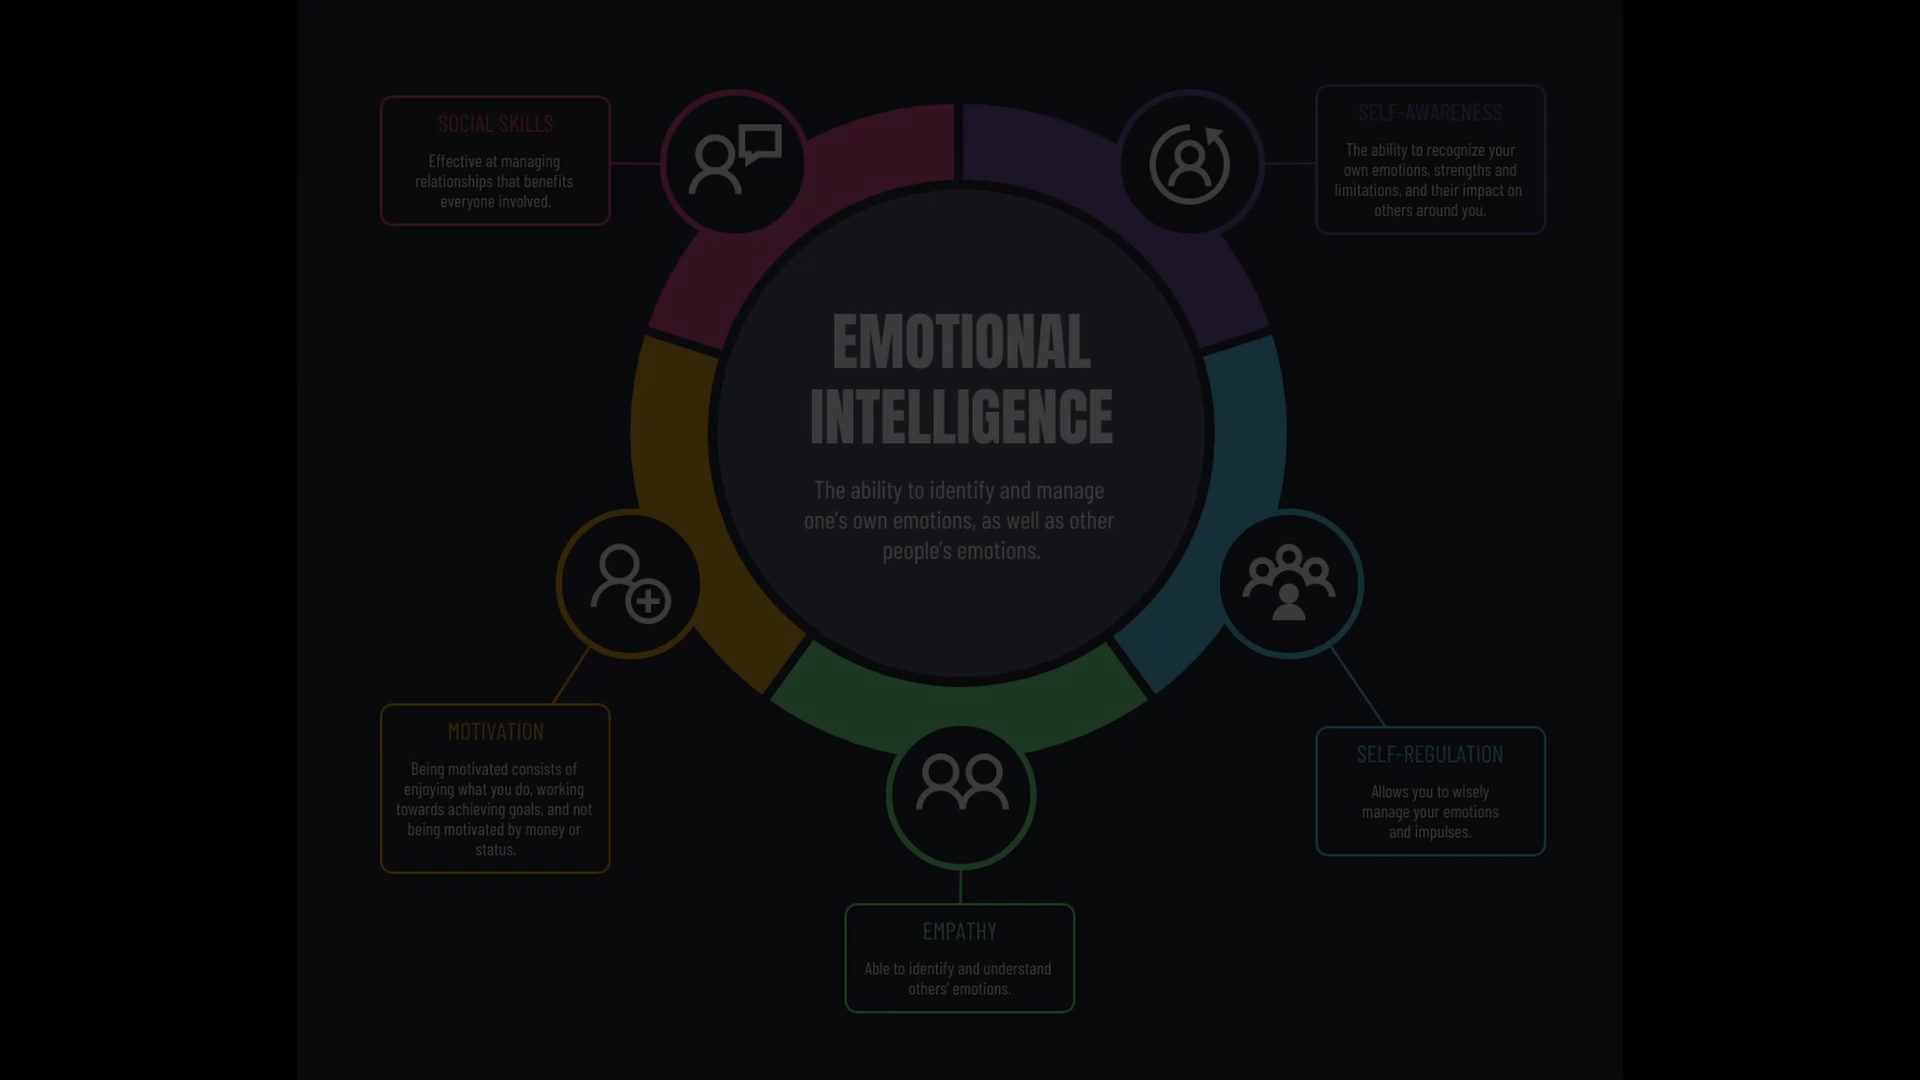 SOCIAL SKILLS
Effective at managing
relationships that benefits
everyone involved.
SELF-AWARENESS
The ability to recognize your
own emotions, strengths and
limitations, and their impact on
others around you.
EMOTIONAL
INTELLIGENCE
The ability to identify and manage
one's own emotions, as well as other
people's emotions.
MOTIVATION
Being motivated consists of
enjoying what you do, working
towards achieving goals, and not
being motivated by money or
status.
SELF-REGULATION
Allows you to wisely
manage your emotions
and impulses.
EMPATHY
Able to identify and understand
others' emotions.